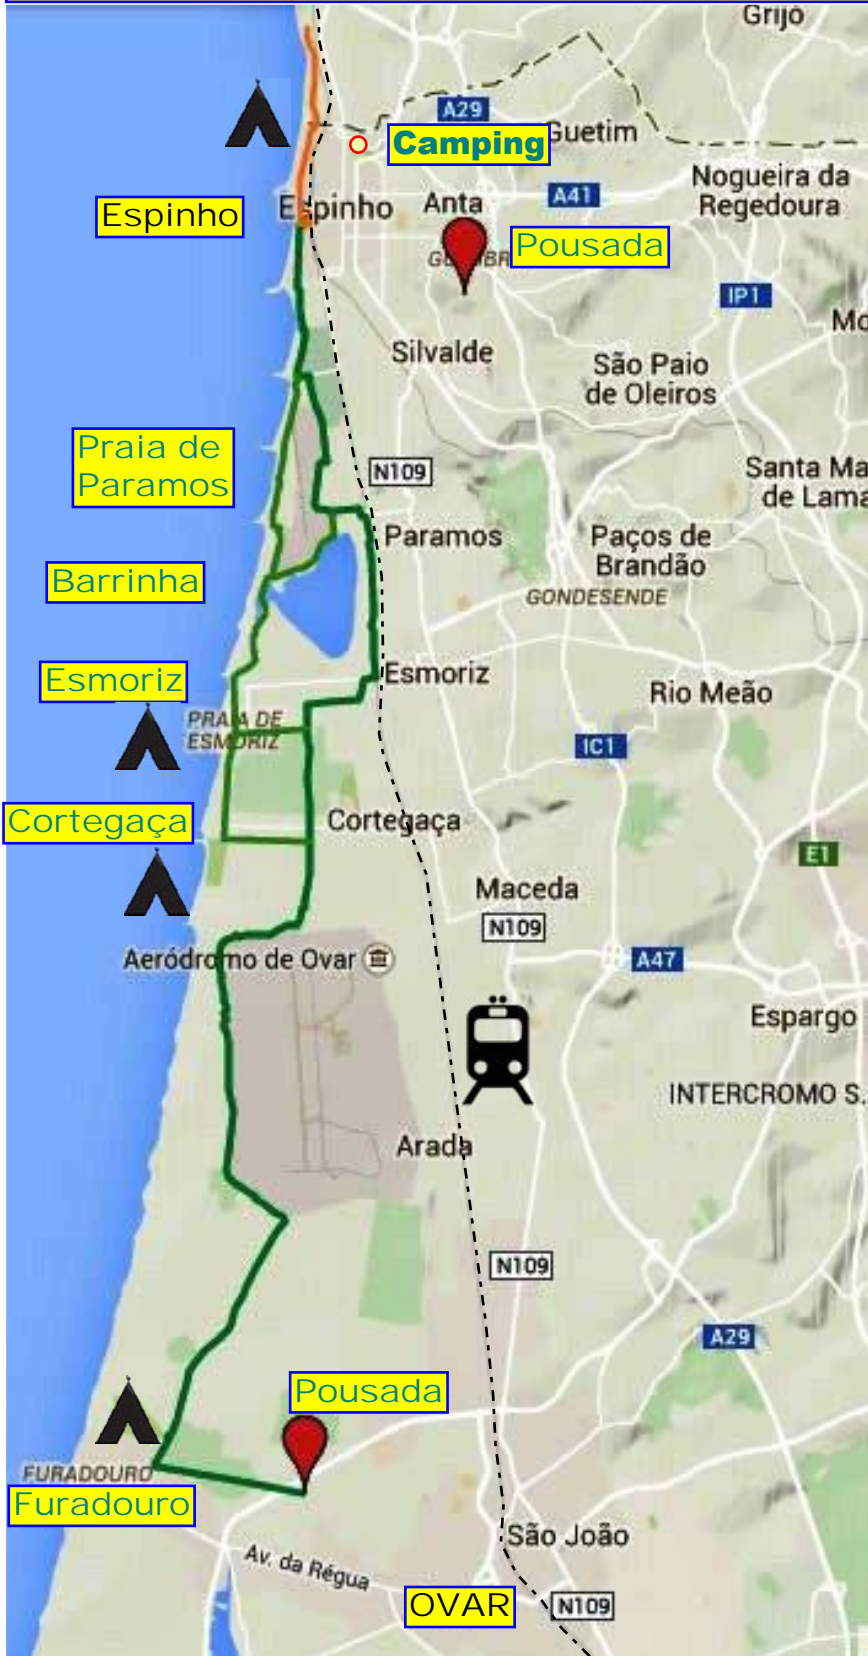 Grijó
A29
Guetim
Camping
Nogueira da
Regedoura
A41
Espinho
Espinho
Anta
Pousada
IP1
Silvalde
São Paio
de Oleiros
Praia de
Paramos
N109
Santa Ma
de Lama
Paramos
Paços de
Brandão
Barrinha
GONDESENDE
Esmoriz
Esmoriz
Rio Meão
PRAIA DE
ESMORIZ
IC1
Cortegaça
Cortegaça
E1
Maceda
N109
Aeródromo de Ovar
A47
Espargo
INTERCROMO S.
Arada
N109
A29
Pousada
FURADOURO
Furadouro
São João
Av. da Régua
OVAR
N109